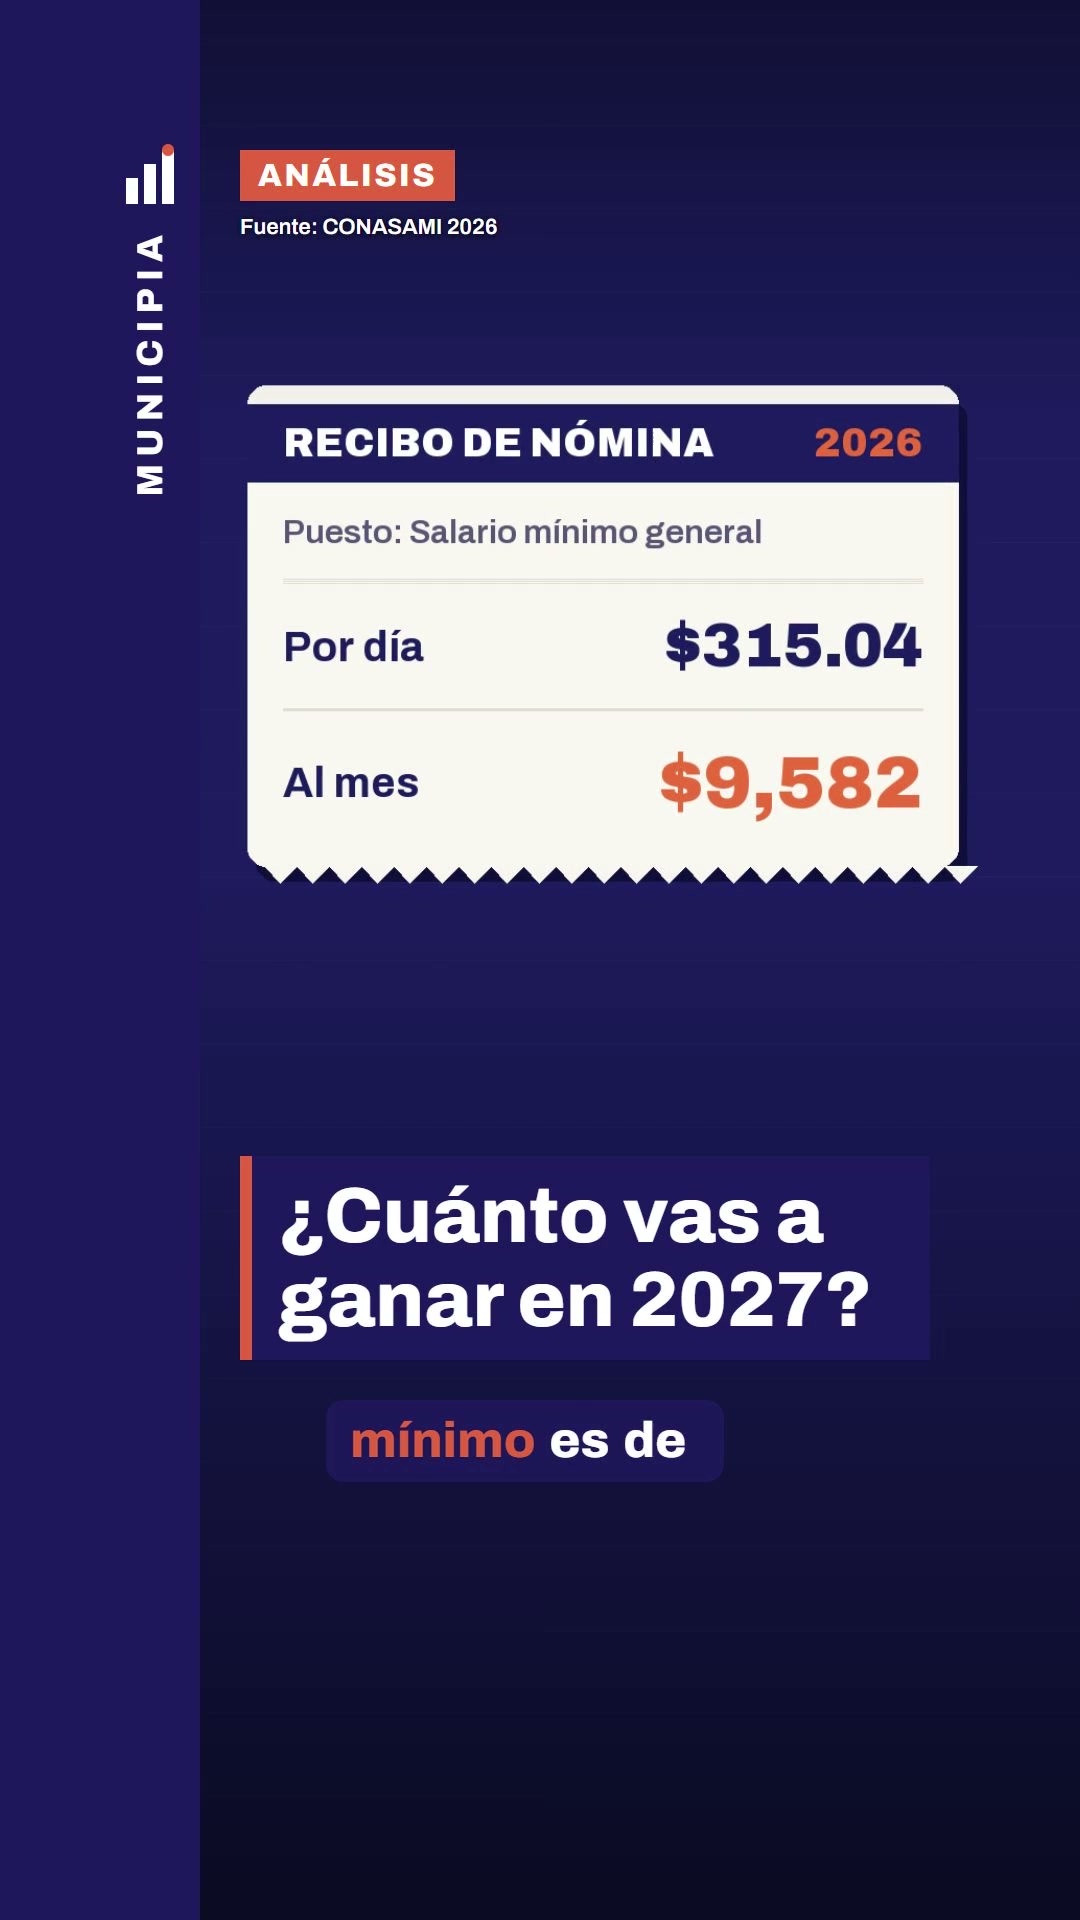 MUNICIPIA
ANÁLISIS
Fuente: CONASAMI 2026
RECIBO DE NÓMINA 2026
Puesto: Salario mínimo general
Por día $315.04
Al mes $9,582
¿Cuánto vas a
ganar en 2027?
mínimo es de